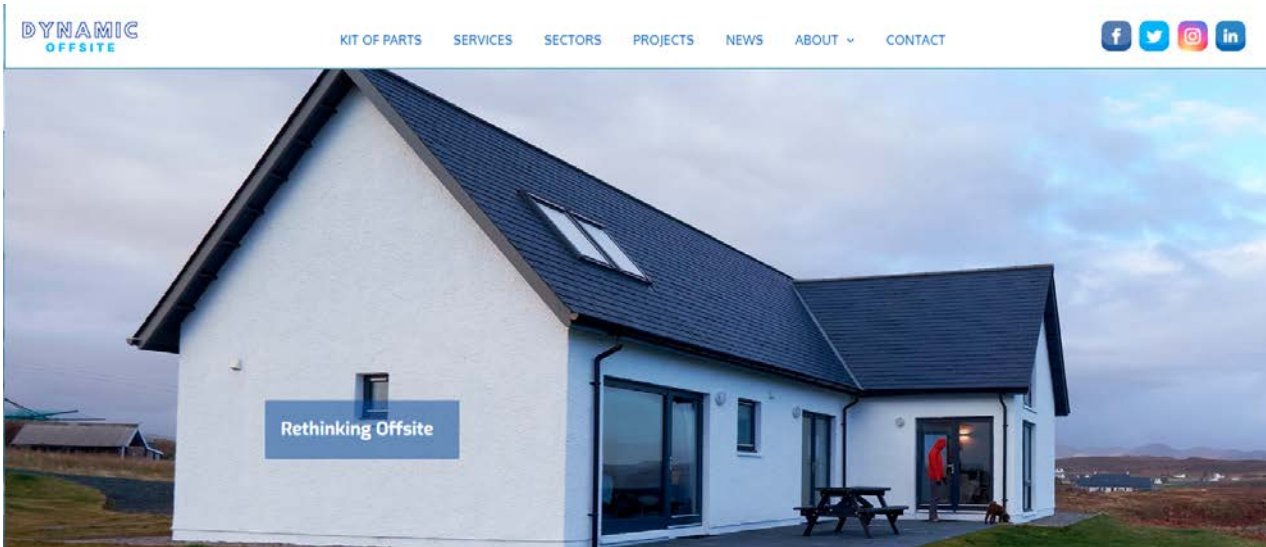 DYNAMIC
OFFSITE
KIT OF PARTS SERVICES SECTORS PROJECTS NEWS ABOUT CONTACT
Rethinking Offsite